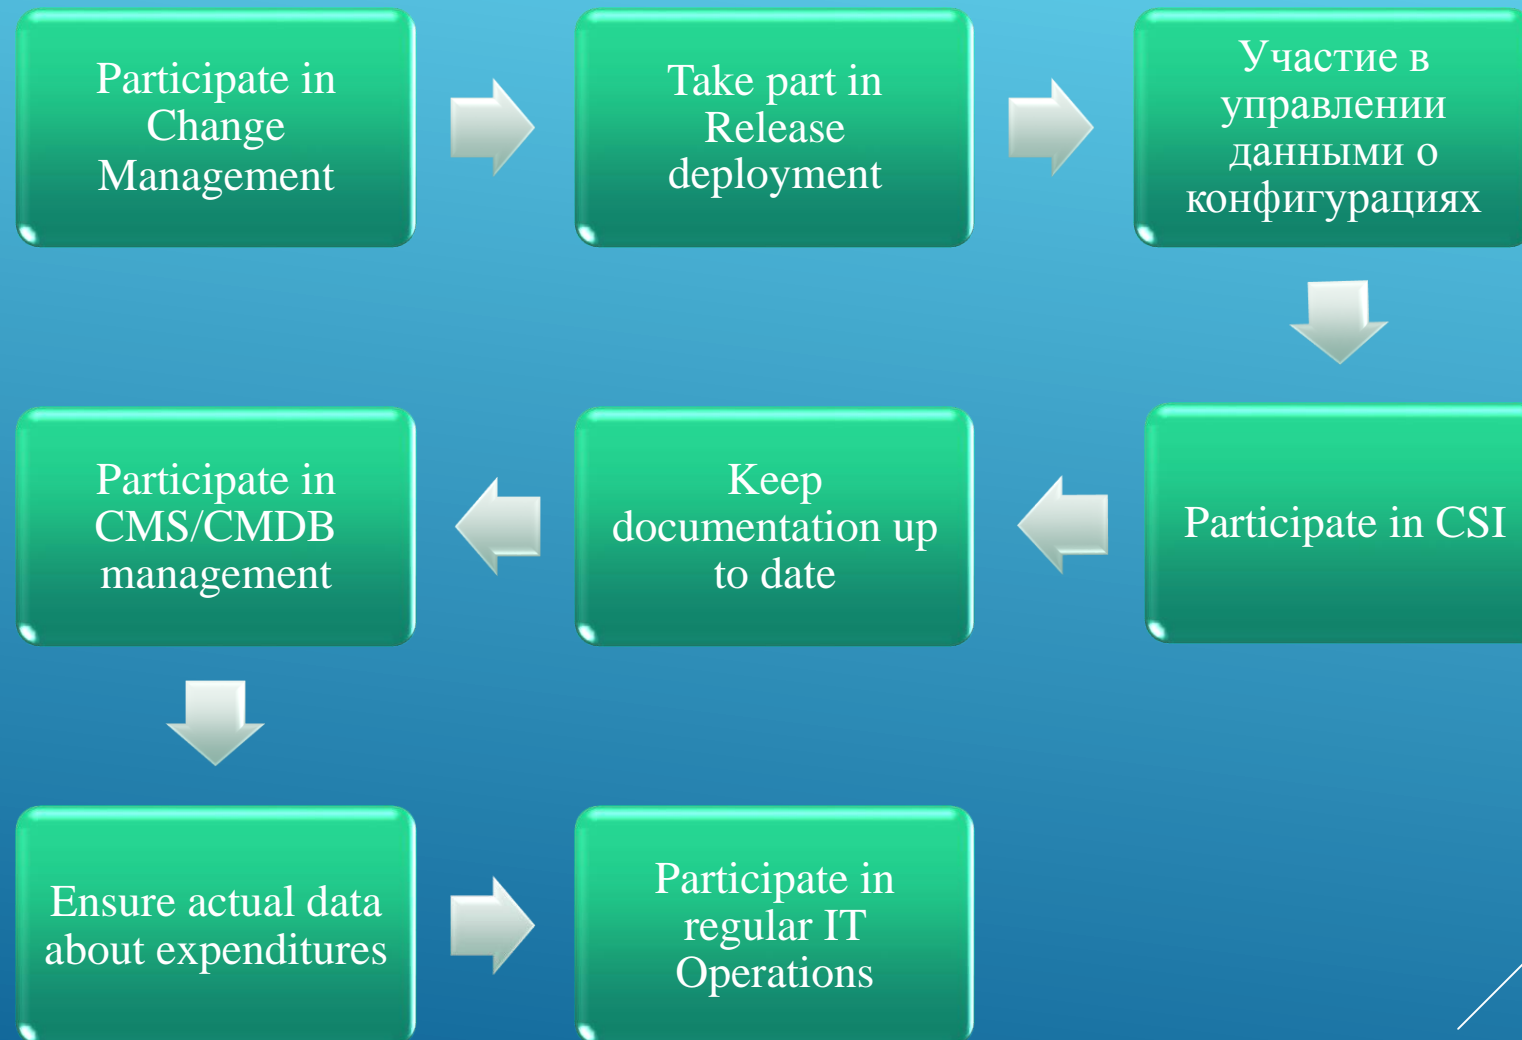 Participate in
Change
Management
Take part in
Release
deployment
Участие в
управлении
данными о
конфигурациях
Participate in CSI
Keep
documentation up
to date
Participate in
CMS/CMDB
management
Ensure actual data
about expenditures
Participate in
regular IT
Operations